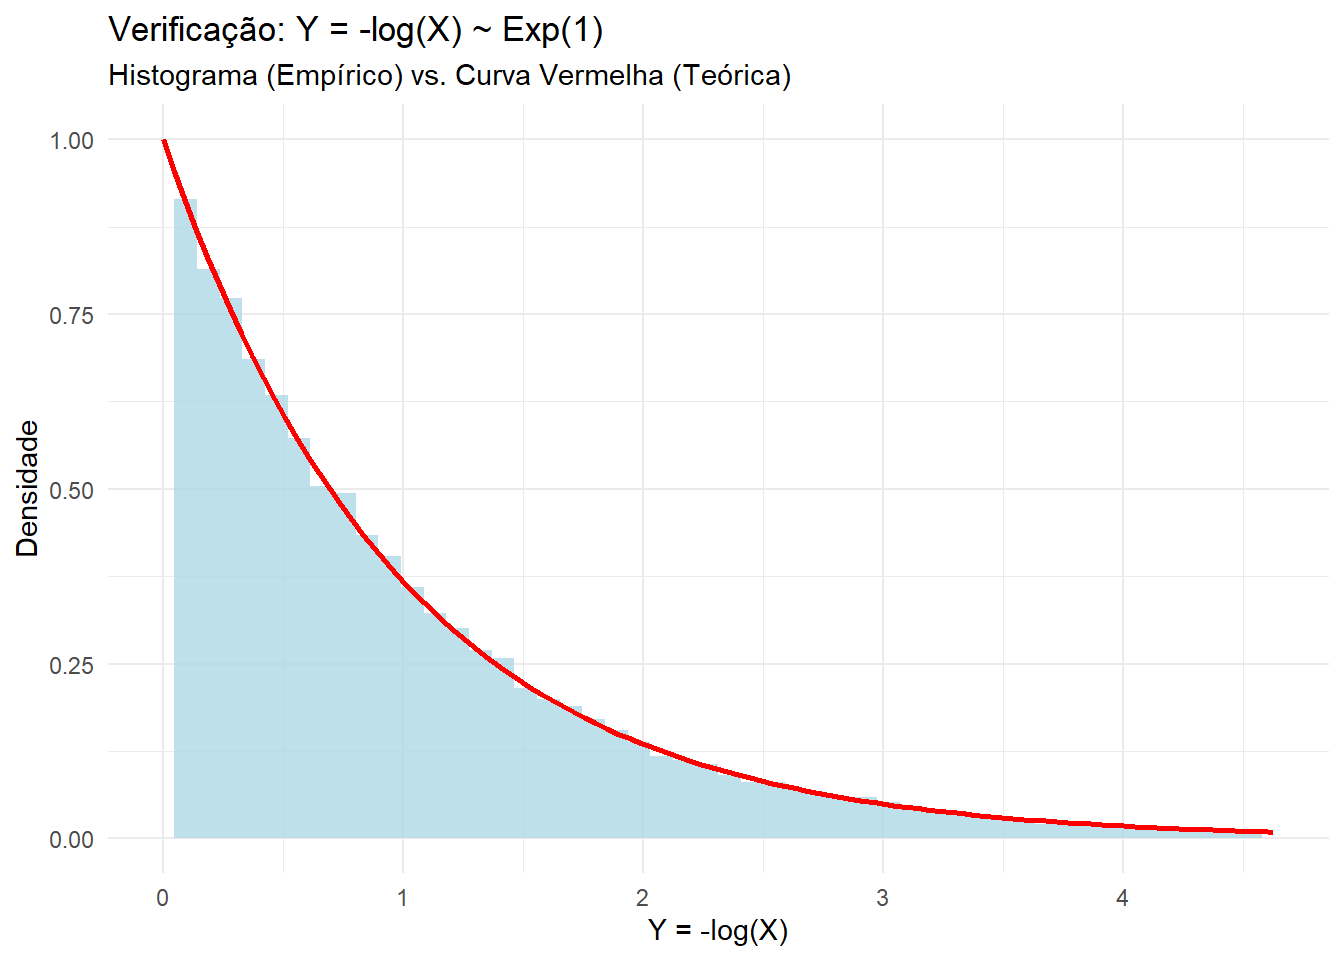 Verificação: Y = -log(X) ~ Exp(1)
Histograma (Empírico) vs. Curva Vermelha (Teórica)
1.00
0.75
0.50
0.25
0.00
Densidade
0 1 2 3 4
Y = -log(X)